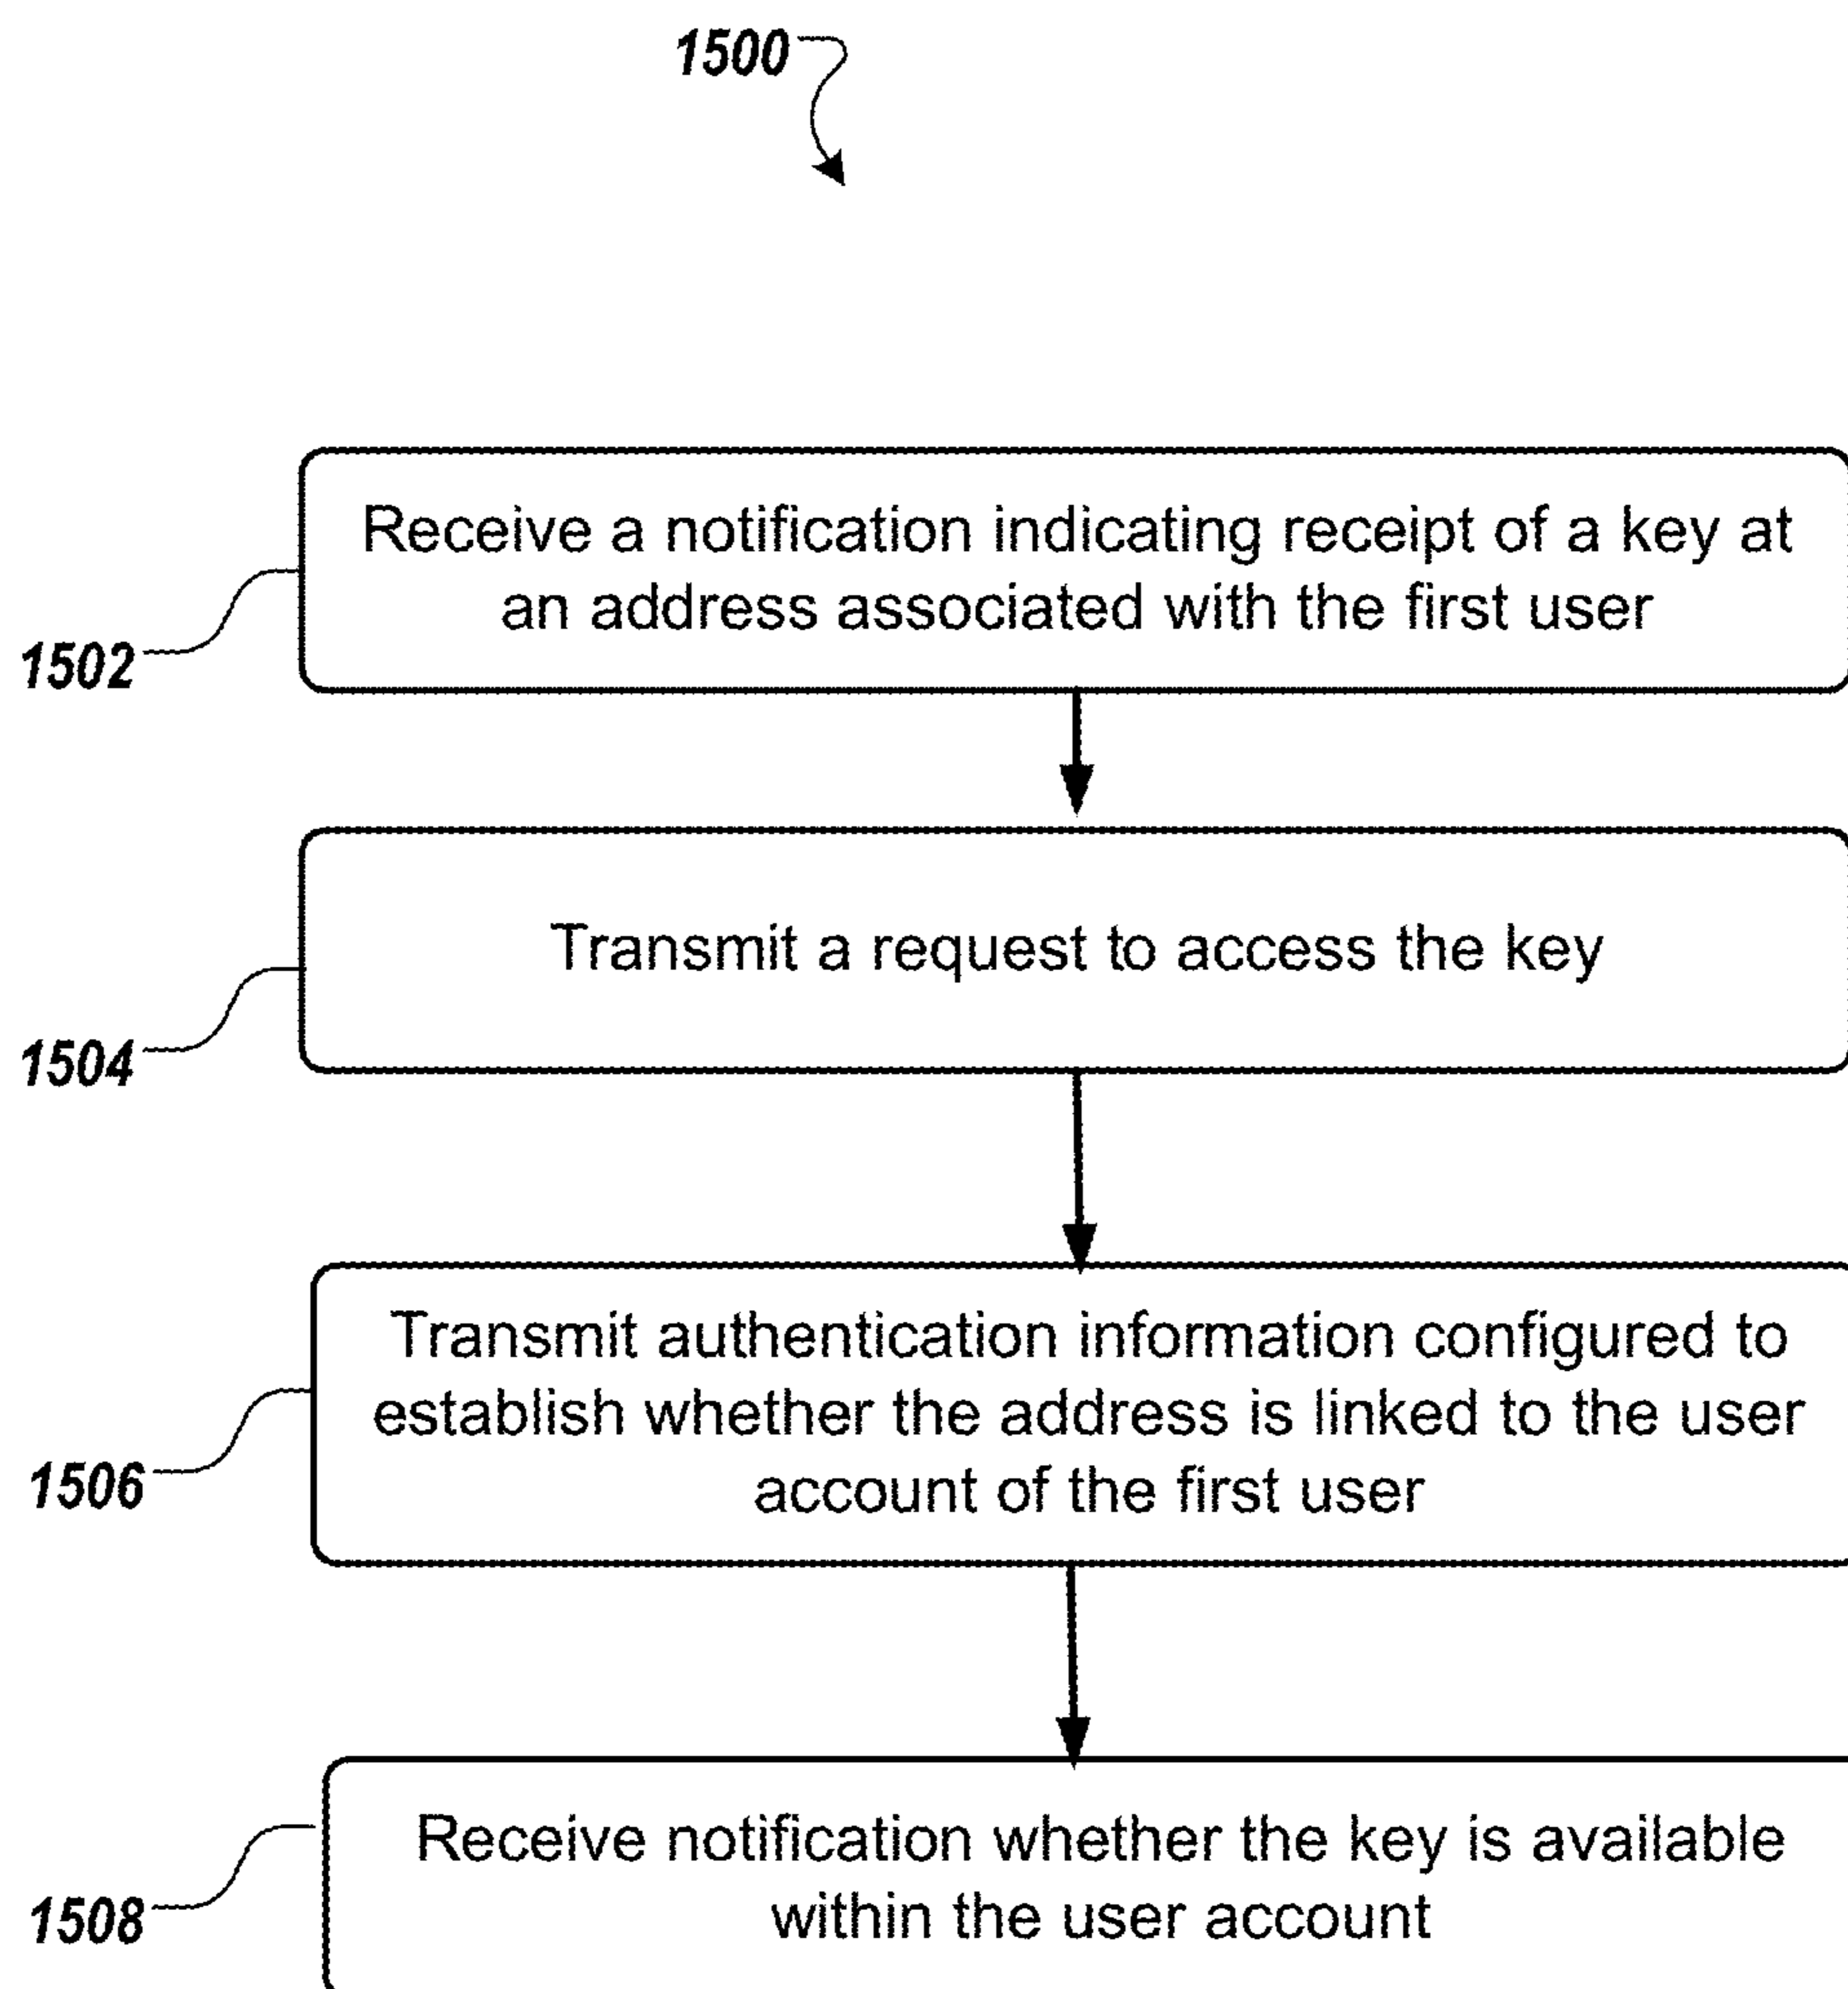 1500
Receive a notification indicating receipt of a key at
an address associated with the first user
1502
Transmit a request to access the key
1504
Transmit authentication information configured to
establish whether the address is linked to the user
account of the first user
1506
Receive notification whether the key is available
within the user account
1508